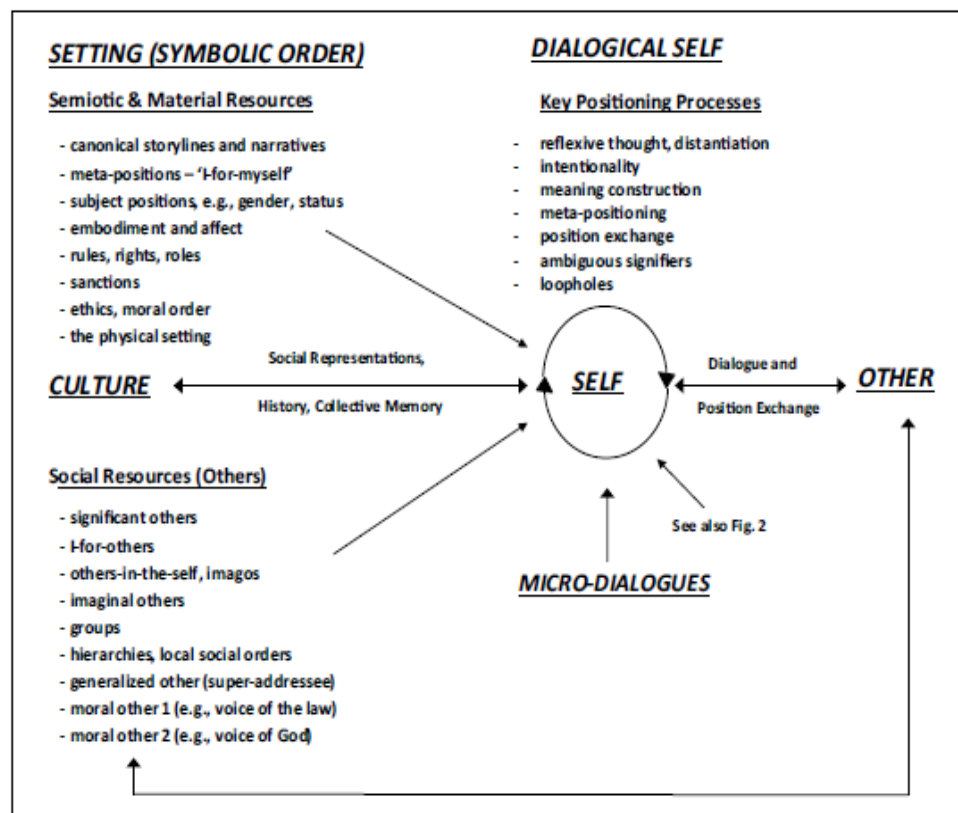 SETTING (SYMBOLIC ORDER)
Semiotic & Material Resources
- canonical storylines and narratives
- meta-positions – ‘I-for-myself’
- subject positions, e.g., gender, status
- embodiment and affect
- rules, rights, roles
- sanctions
- ethics, moral order
- the physical setting
DIALOGICAL SELF
Key Positioning Processes
- reflexive thought, distantiation
- intentionality
- meaning construction
- meta-positioning
- position exchange
- ambiguous signifiers
- loopholes
CULTURE
Social Representations,
History, Collective Memory
SELF
Dialogue and
Position Exchange
OTHER
Social Resources (Others)
- significant others
- I-for-others
- others-in-the-self, imagos
- imaginal others
- groups
- hierarchies, local social orders
- generalized other (super-addressee)
- moral other 1 (e.g., voice of the law)
- moral other 2 (e.g., voice of God)
See also Fig. 2
MICRO-DIALOGUES